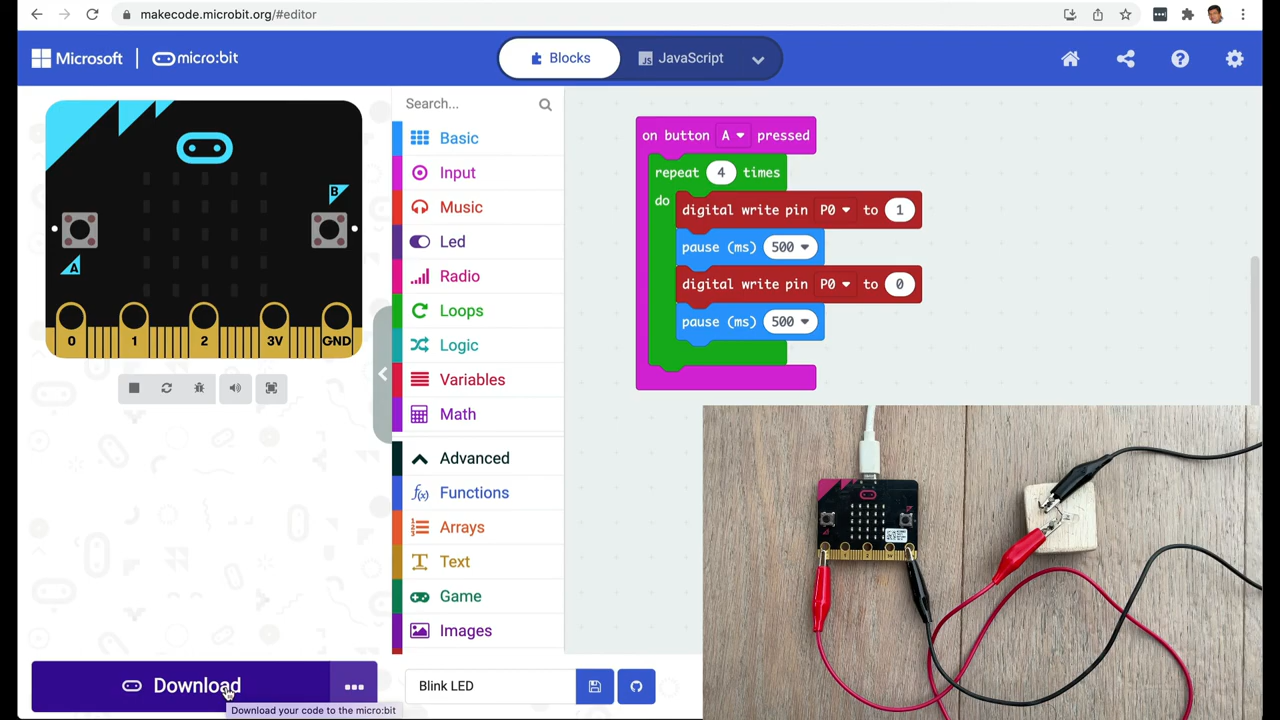 makecode.microbit.org/#editor
Microsoft
micro:bit
Blocks
JS JavaScript
Search...
Basic
Input
Music
Led
Radio
Loops
Logic
Variables
Math
Advanced
f(x) Functions
Arrays
Text
Game
Images
A
B
0 1 2 3V GND
on button A pressed
repeat 4 times
do
digital write pin P0 to 1
pause (ms) 500
digital write pin P0 to 0
pause (ms) 500
Download
Download your code to the micro:bit
Blink LED